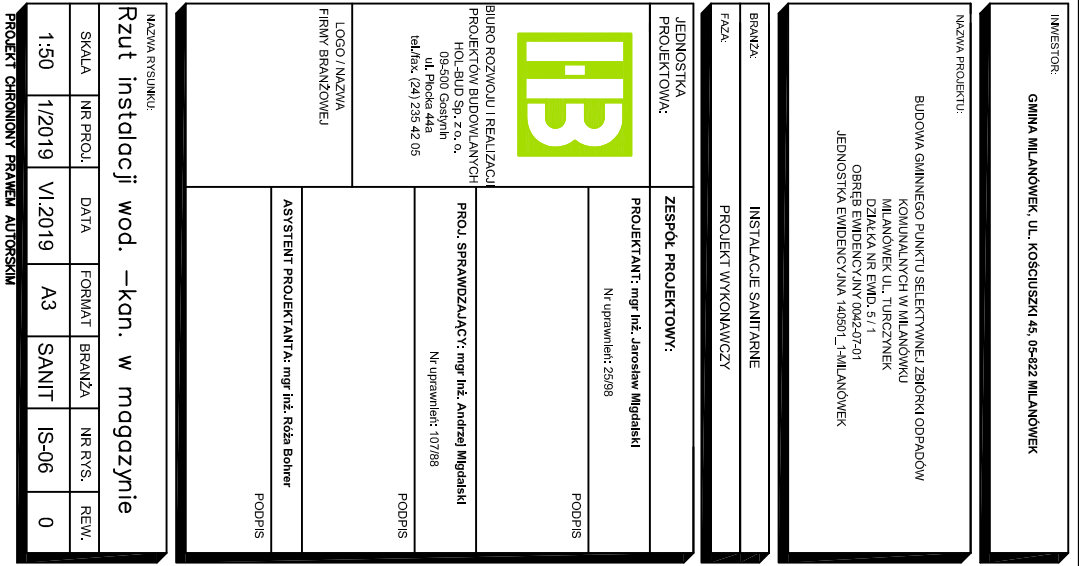 INWESTOR:
GMINA MILANÓWEK, UL. KOŚCIUSZKI 45, 05-822 MILANÓWEK
NAZWA PROJEKTU:
BUDOWA GMINNEGO PUNKTU SELEKTYWNEJ ZBIÓRKI ODPADÓW
KOMUNALNYCH W MILANÓWKU
MILANÓWEK UL. TURCZYNEK
DZIAŁKA NR EWID. 5 / 1
OBRĘB EWIDENCYJNY 0042-07-01
JEDNOSTKA EWIDENCYJNA 140501_1-MILANÓWEK
BRANŻA: INSTALACJE SANITARNE
FAZA: PROJEKT WYKONAWCZY
JEDNOSTKA
PROJEKTOWA:
BIURO ROZWOJU I REALIZACJI
PROJEKTÓW BUDOWLANYCH
HOL-BUD Sp. z o. o.
09-500 Gostynin
ul. Płocka 44a
tel./fax. (24) 235 42 05
LOGO / NAZWA
FIRMY BRANŻOWEJ
ZESPÓŁ PROJEKTOWY:
PROJEKTANT: mgr inż. Jarosław Migdalski
Nr uprawnień: 25/98
PODPIS
PROJ. SPRAWDZAJĄCY: mgr inż. Andrzej Migdalski
Nr uprawnień: 107/88
PODPIS
ASYSTENT PROJEKTANTA: mgr inż. Róża Bohrer
PODPIS
NAZWA RYSUNKU:
Rzut instalacji wod. -kan. w magazynie
SKALA NR PROJ. DATA FORMAT BRANŻA NR RYS. REW.
1:50 1/2019 VI.2019 A3 SANIT IS-06 0
PROJEKT CHRONIONY PRAWEM AUTORSKIM